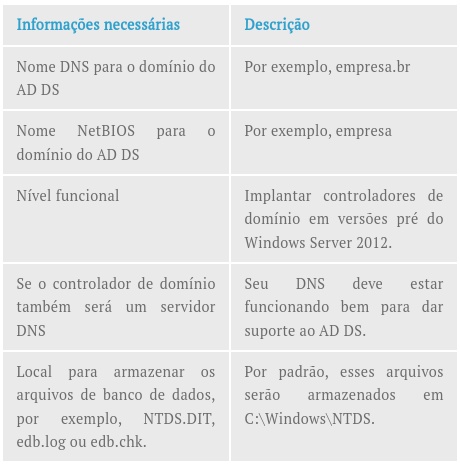 Informações necessárias
Descrição
Nome DNS para o domínio do
AD DS
Por exemplo, empresa.br
Nome NetBIOS para o
domínio do AD DS
Por exemplo, empresa
Nível funcional
Implantar controladores de
domínio em versões pré do
Windows Server 2012.
Se o controlador de domínio
também será um servidor
DNS
Seu DNS deve estar
funcionando bem para dar
suporte ao AD DS.
Local para armazenar os
arquivos de banco de dados,
por exemplo, NTDS.DIT,
edb.log ou edb.chk.
Por padrão, esses arquivos
serão armazenados em
C:\Windows\NTDS.